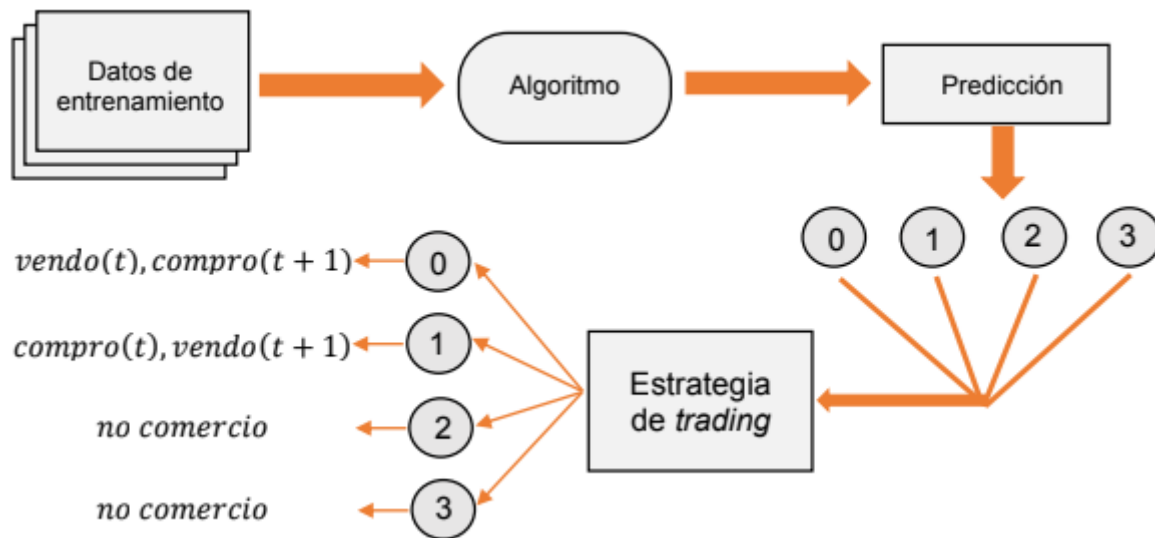 Datos de
entrenamiento
Algoritmo
Predicción
0 1 2 3
Estrategia
de trading
vendo(t), compro(t + 1) 0
compro(t), vendo(t + 1) 1
no comercio 2
no comercio 3